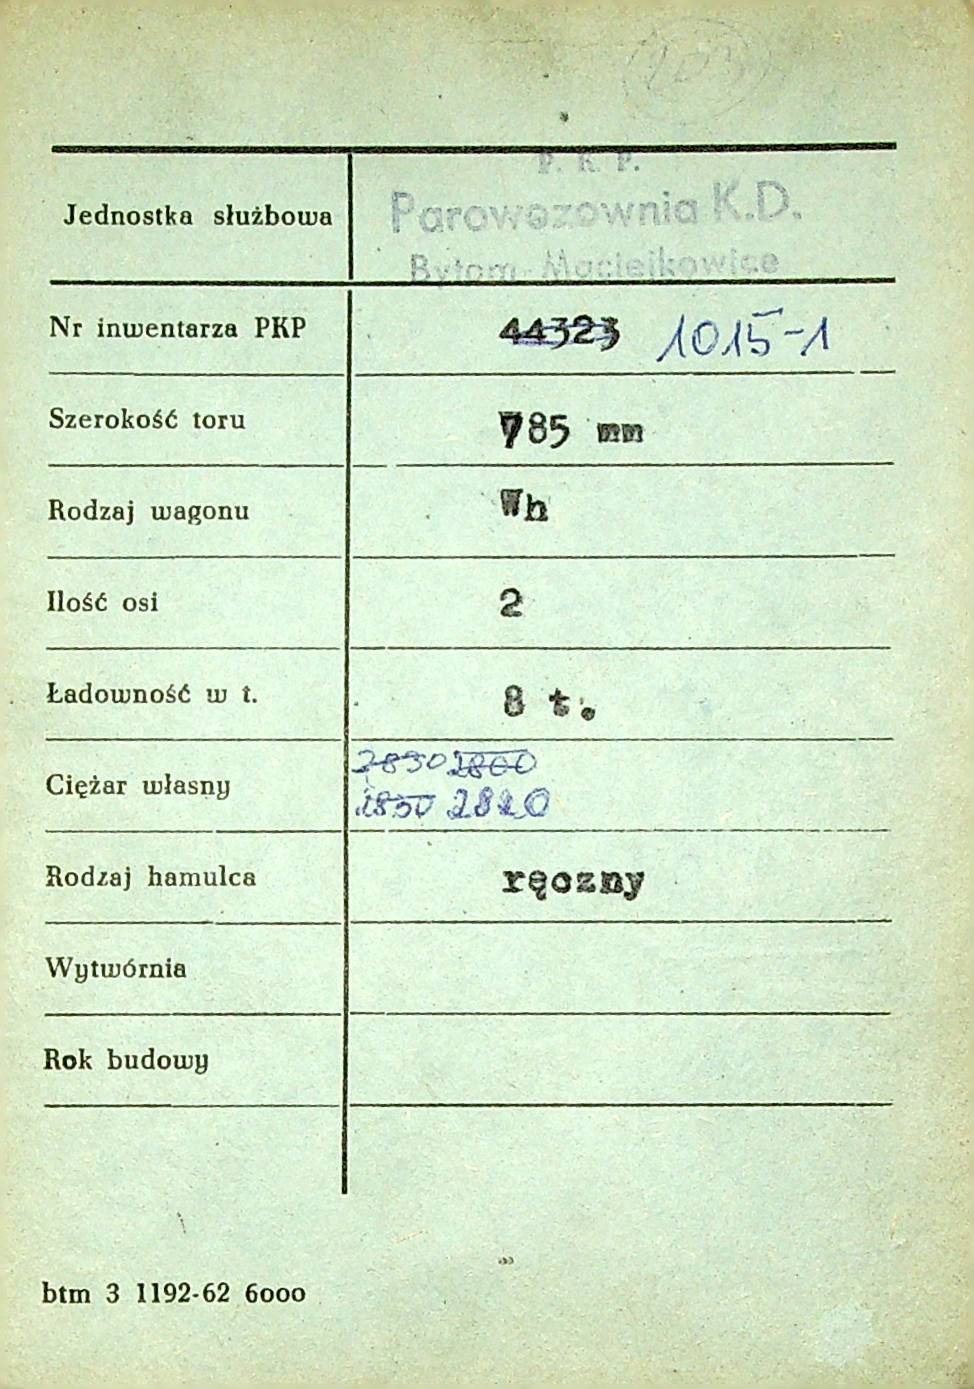 P. K. P.
Jednostka służbowa Parowozownia K.D.
Bytom-Maciejkowice
Nr inwentarza PKP 44323 1015-1
Szerokość toru 785 mm
Rodzaj wagonu Wh
Ilość osi 2
Ładowność w t. 8 t.
2850 2800
Ciężar własny
2850 2820
Rodzaj hamulca ręczny
Wytwórnia
Rok budowy
btm 3 1192-62 6000